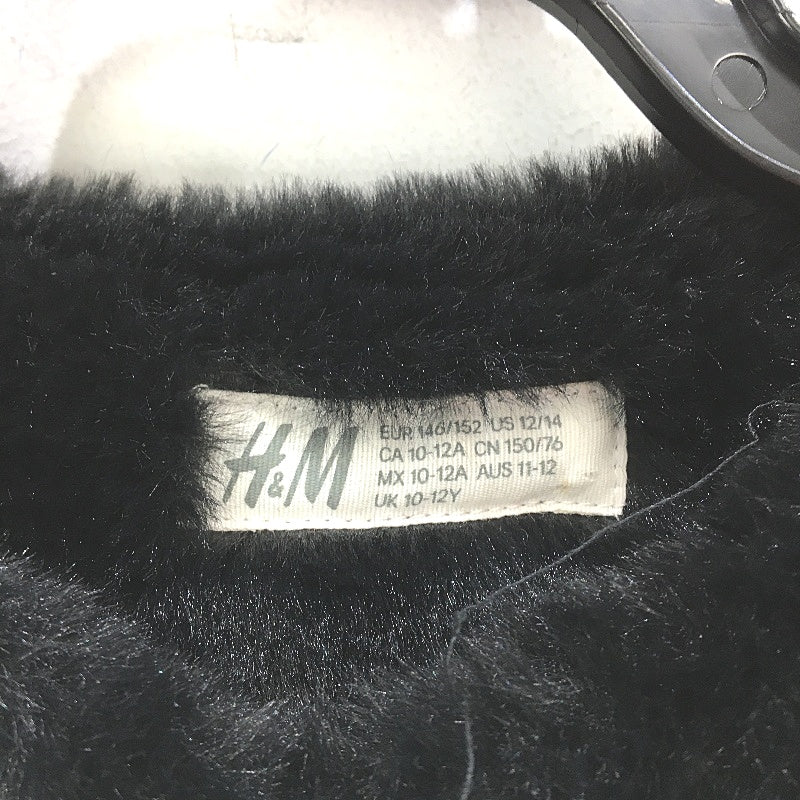 H&M
EUR 146/152 US 12/14
CA 10-12A CN 150/76
MX 10-12A AUS 11-12
UK 10-12Y